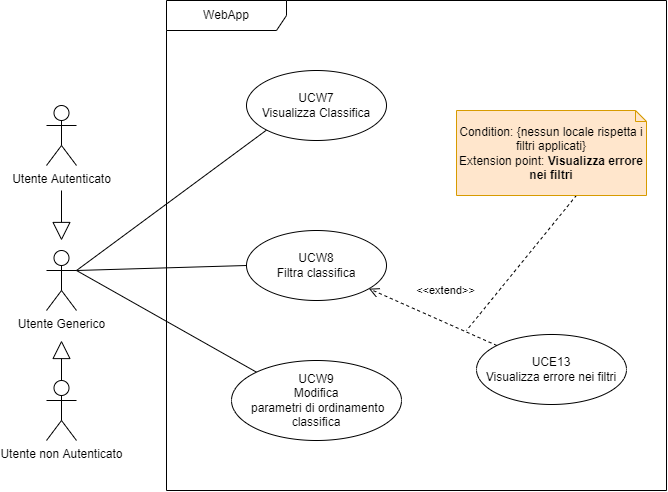 WebApp
UCW7
Visualizza Classifica
Condition: {nessun locale rispetta i
filtri applicati}
Extension point: Visualizza errore
nei filtri
Utente Autenticato
UCW8
Filtra classifica
<<extend>>
Utente Generico
UCE13
Visualizza errore nei filtri
UCW9
Modifica
parametri di ordinamento
classifica
Utente non Autenticato